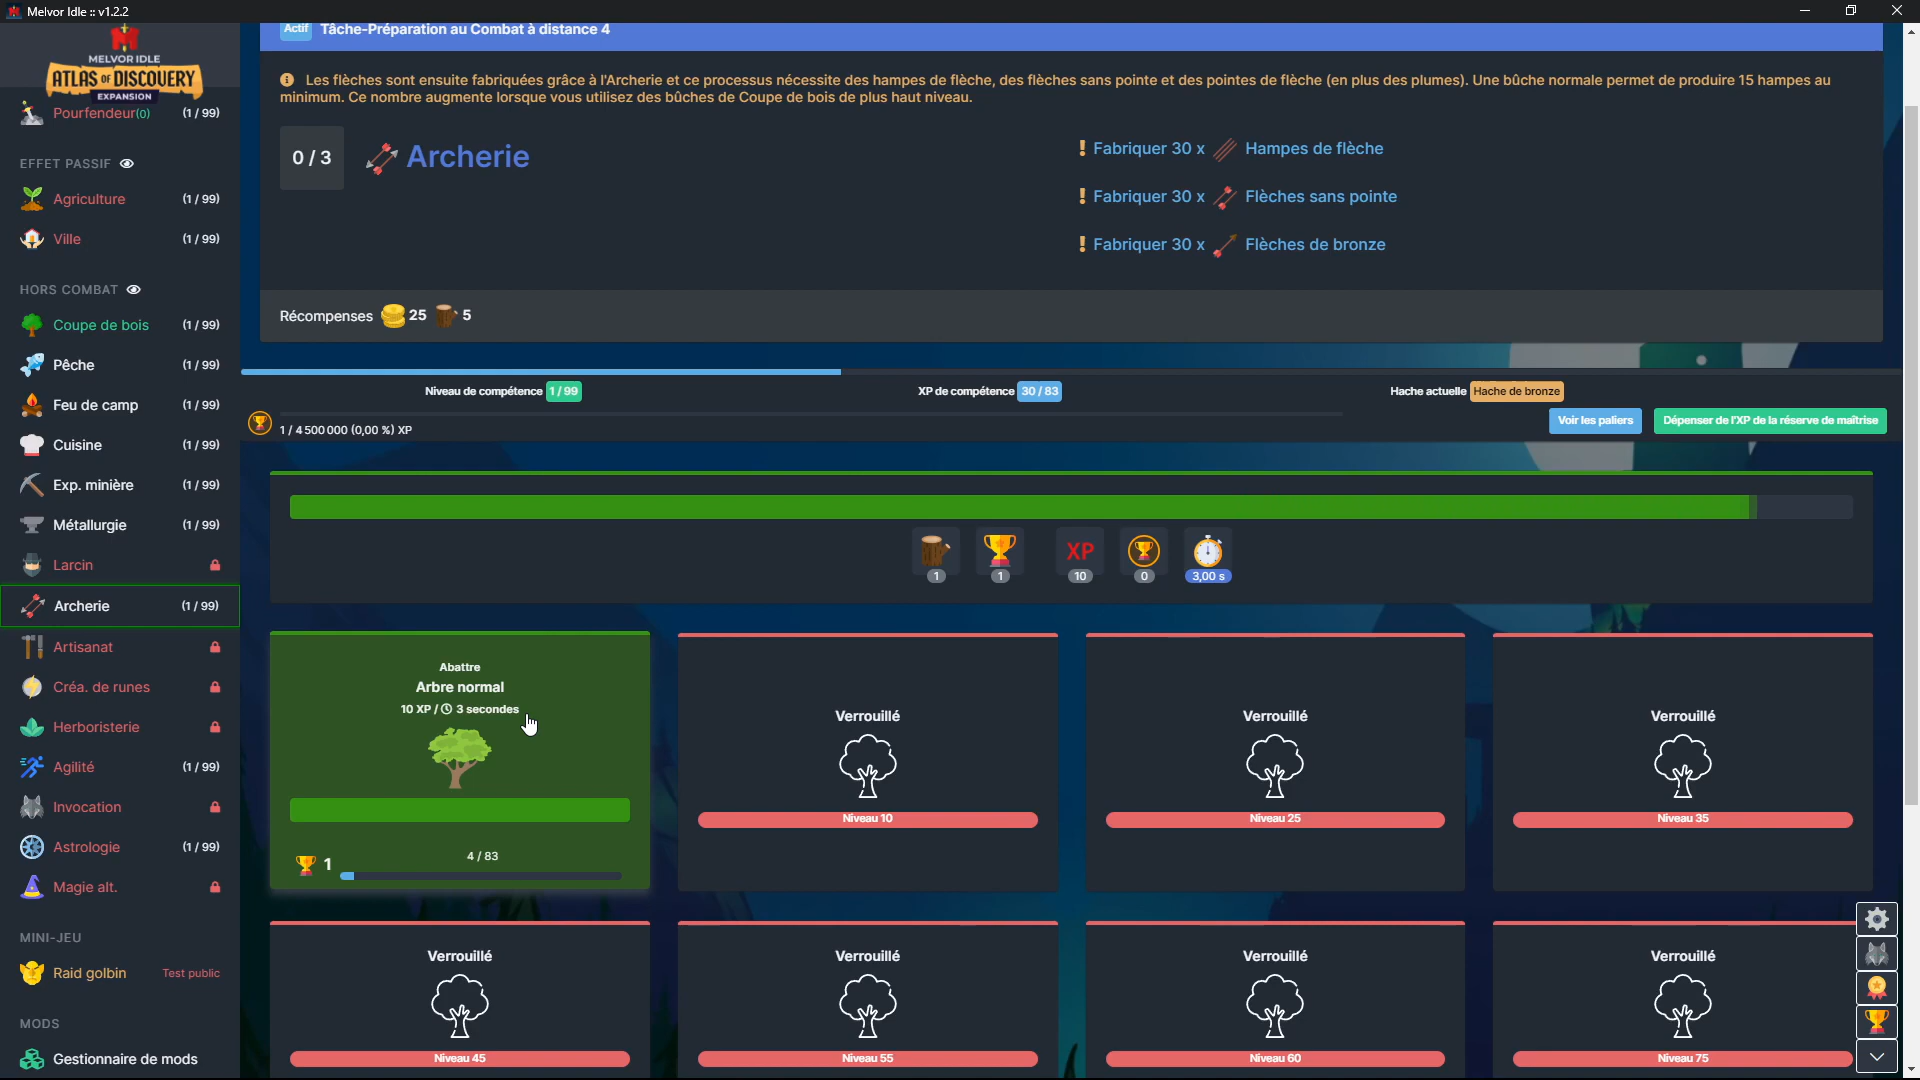 Melvor Idle :: v1.2.2
MELVOR IDLE
ATLAS OF DISCOVERY
EXPANSION
Pourfendeur(0) (1 / 99)
EFFET PASSIF
Agriculture (1 / 99)
Ville (1 / 99)
HORS COMBAT
Coupe de bois (1 / 99)
Pêche (1 / 99)
Feu de camp (1 / 99)
Cuisine (1 / 99)
Exp. minière (1 / 99)
Métallurgie (1 / 99)
Larcin
Archerie (1 / 99)
Artisanat
Créa. de runes
Herboristerie
Agilité (1 / 99)
Invocation
Astrologie (1 / 99)
Magie alt.
MINI-JEU
Raid golbin Test public
MODS
Gestionnaire de mods
Actif Tâche-Préparation au Combat à distance 4
Les flèches sont ensuite fabriquées grâce à l'Archerie et ce processus nécessite des hampes de flèche, des flèches sans pointe et des pointes de flèche (en plus des plumes). Une bûche normale permet de produire 15 hampes au
minimum. Ce nombre augmente lorsque vous utilisez des bûches de Coupe de bois de plus haut niveau.
0 / 3 Archerie
! Fabriquer 30 x Hampes de flèche
! Fabriquer 30 x Flèches sans pointe
! Fabriquer 30 x Flèches de bronze
Récompenses 25 5
Niveau de compétence 1 / 99 XP de compétence 30 / 83 Hache actuelle Hache de bronze
1 / 4 500 000 (0,00 %) XP Voir les paliers Dépenser de l'XP de la réserve de maîtrise
XP
1 1 10 0 3,00 s
Abattre
Arbre normal
10 XP / 3 secondes
4 / 83
1
Verrouillé
Niveau 10
Verrouillé
Niveau 25
Verrouillé
Niveau 35
Verrouillé
Niveau 45
Verrouillé
Niveau 55
Verrouillé
Niveau 60
Verrouillé
Niveau 75